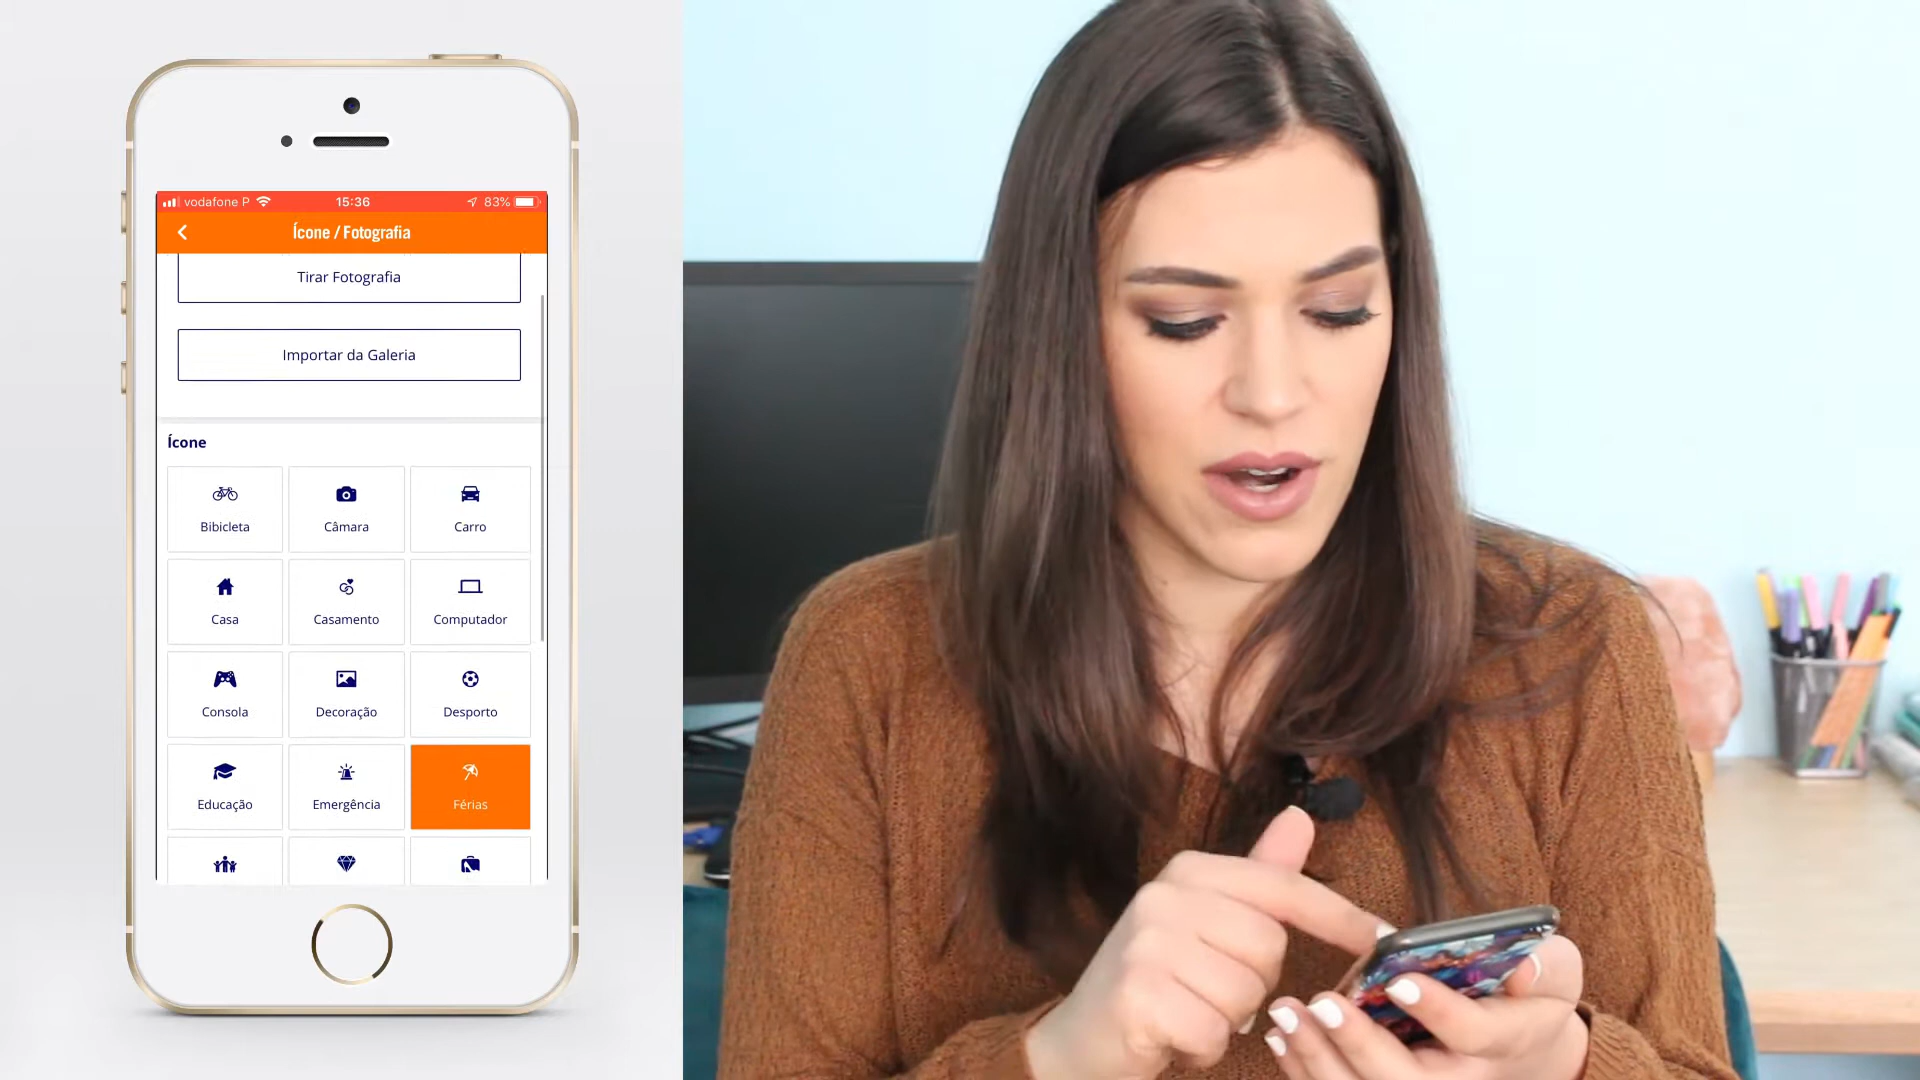 vodafone P 15:36 83%
Ícone / Fotografia
Tirar Fotografia
Importar da Galeria
Ícone
Bibicleta Câmara Carro
Casa Casamento Computador
Consola Decoração Desporto
Educação Emergência Férias